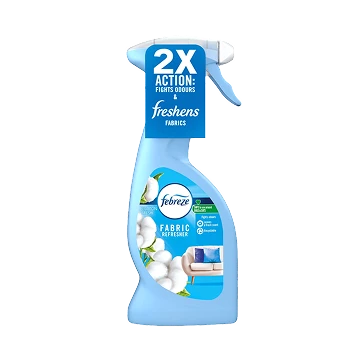 2X
ACTION:
FIGHTS ODOURS
&
freshens
FABRICS
febreze
FABRIC
REFRESHER